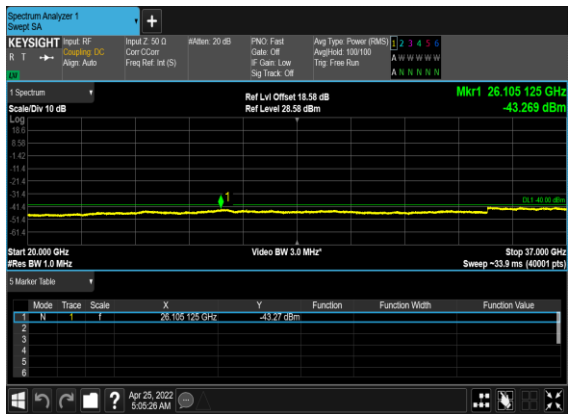 Spectrum Analyzer 1
Swept SA
KEYSIGHT Input: RF Input Z: 50 Ω #Atten: 20 dB PNO: Fast Avg Type: Power (RMS) 1 2 3 4 5 6
R T Coupling: DC Corr CCorr Gate: Off Avg|Hold: 100/100 A W W W W W
Align: Auto Freq Ref: Int (S) IF Gain: Low Trig: Free Run
Sig Track: Off A N N N N N
1 Spectrum Ref Lvl Offset 18.58 dB Mkr1 26.105 125 GHz
Scale/Div 10 dB Ref Level 28.58 dBm -43.269 dBm
Log
18.6
8.58
-1.42
-11.4
-21.4
-31.4
1
DL1 -40.00 dBm
-41.4
-51.4
-61.4
Start 20.000 GHz Video BW 3.0 MHz* Stop 37.000 GHz
#Res BW 1.0 MHz Sweep ~33.9 ms (40001 pts)
5 Marker Table
Mode Trace Scale X Y Function Function Width Function Value
1 N 1 f 26.105 125 GHz -43.27 dBm
2
3
4
5
6
? Apr 25, 2022
5:05:26 AM